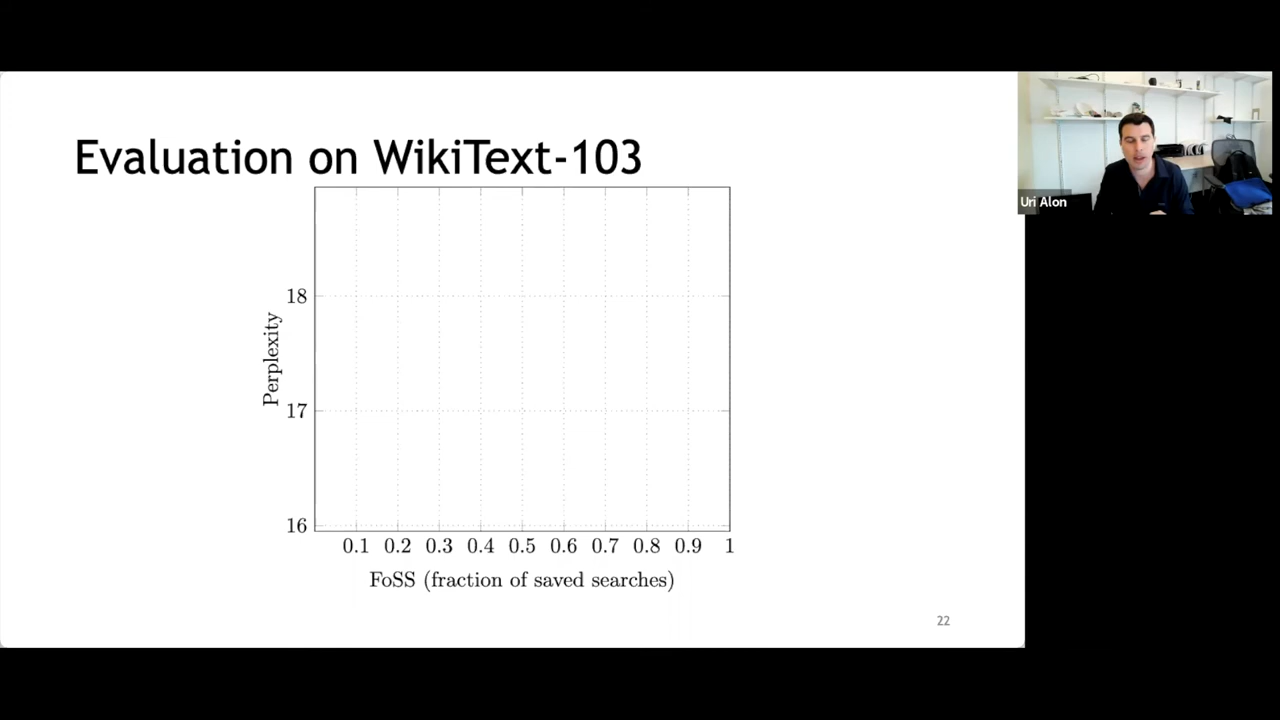 Evaluation on WikiText-103
Uri Alon
18
17
16
Perplexity
0.1 0.2 0.3 0.4 0.5 0.6 0.7 0.8 0.9 1
FoSS (fraction of saved searches)
22